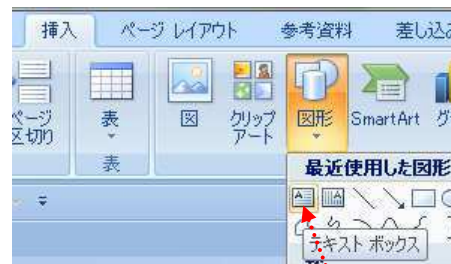 挿入 ページ レイアウト 参考資料 差し込み
ページ 区切り
表
図
クリップ アート
図形
SmartArt
グ
表
最近使用した図形
テキスト ボックス